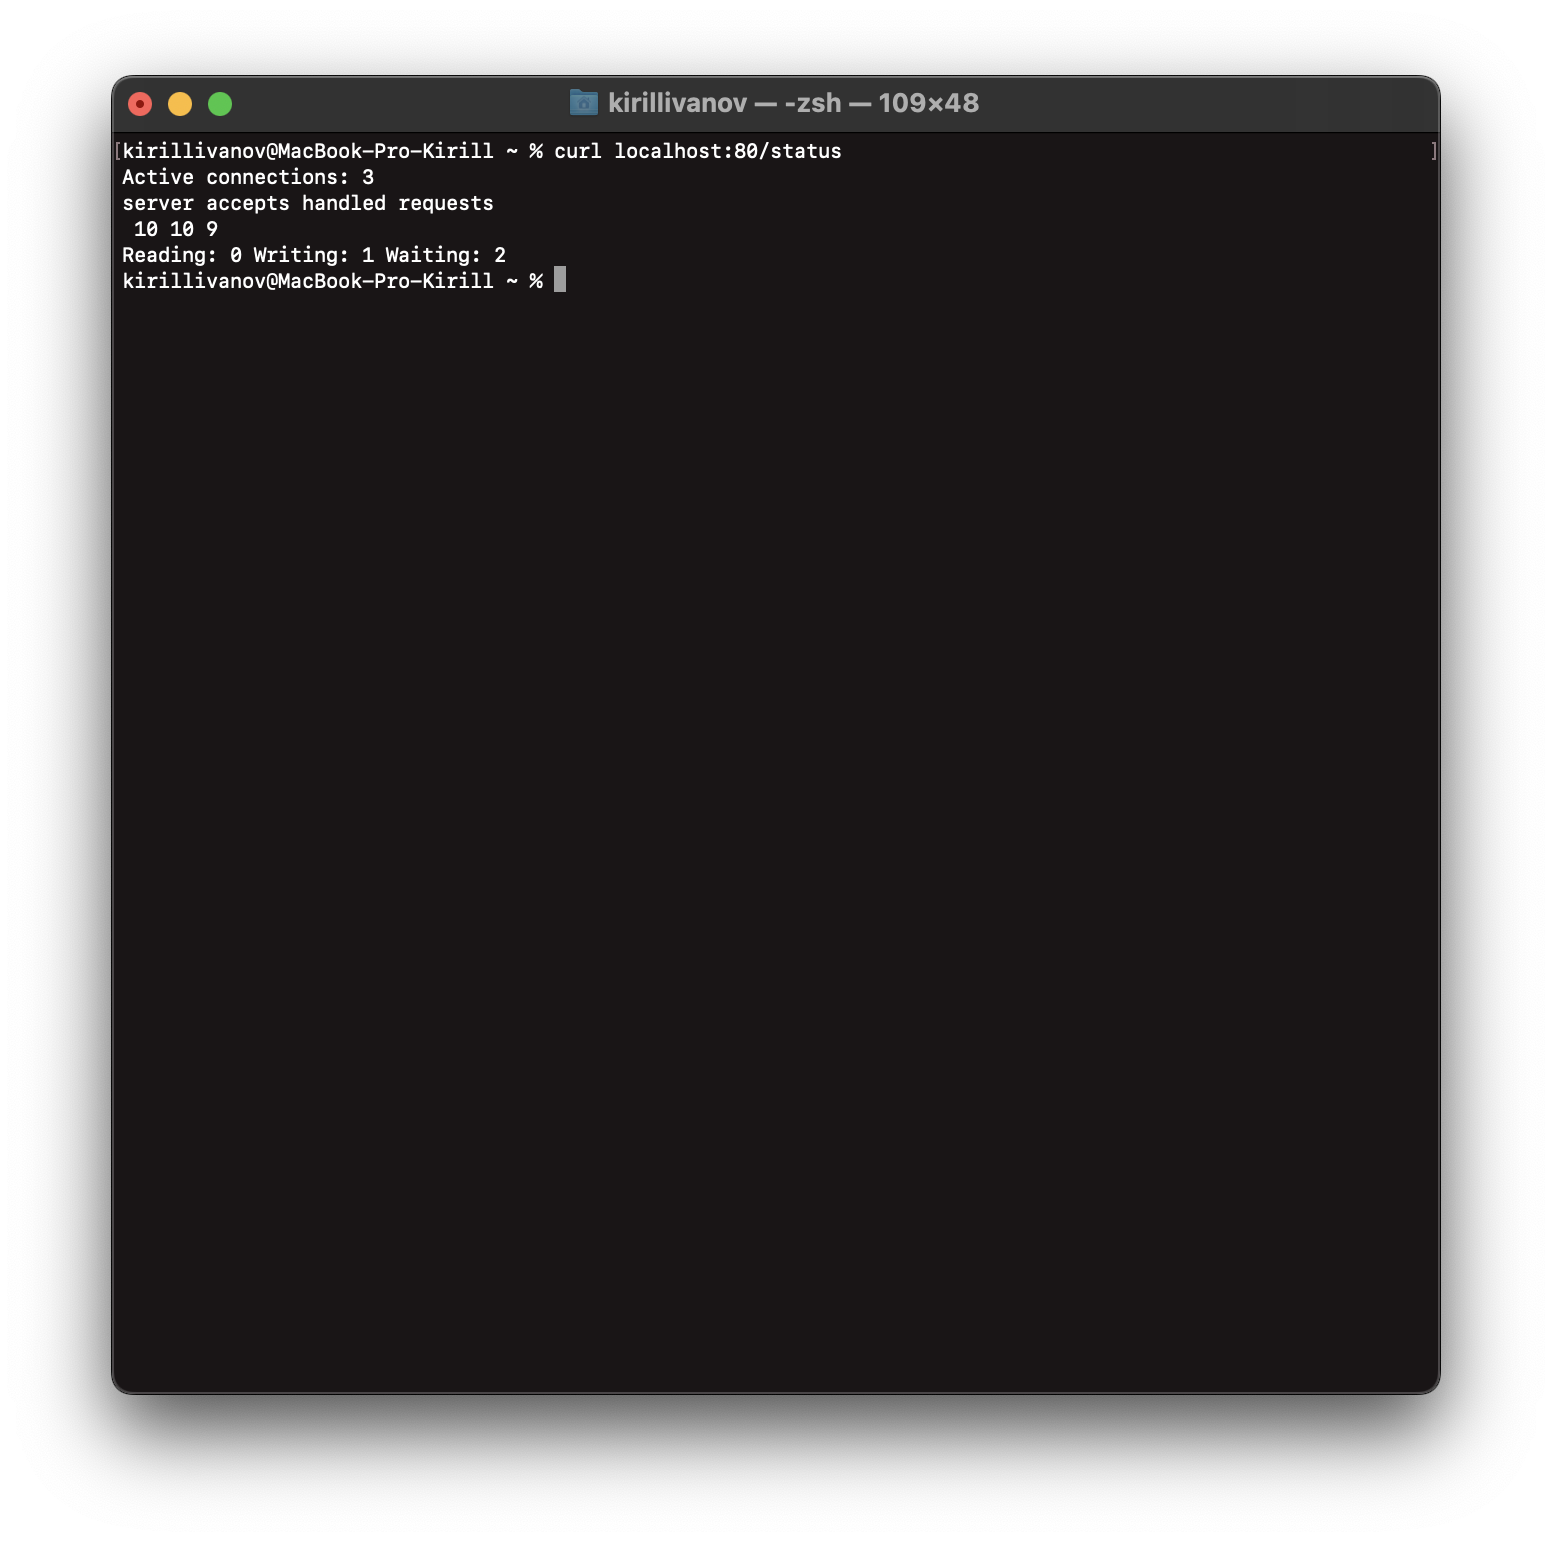 kirillivanov — -zsh — 109×48
[kirillivanov@MacBook-Pro-Kirill ~ % curl localhost:80/status ]
Active connections: 3
server accepts handled requests
 10 10 9
Reading: 0 Writing: 1 Waiting: 2
kirillivanov@MacBook-Pro-Kirill ~ %